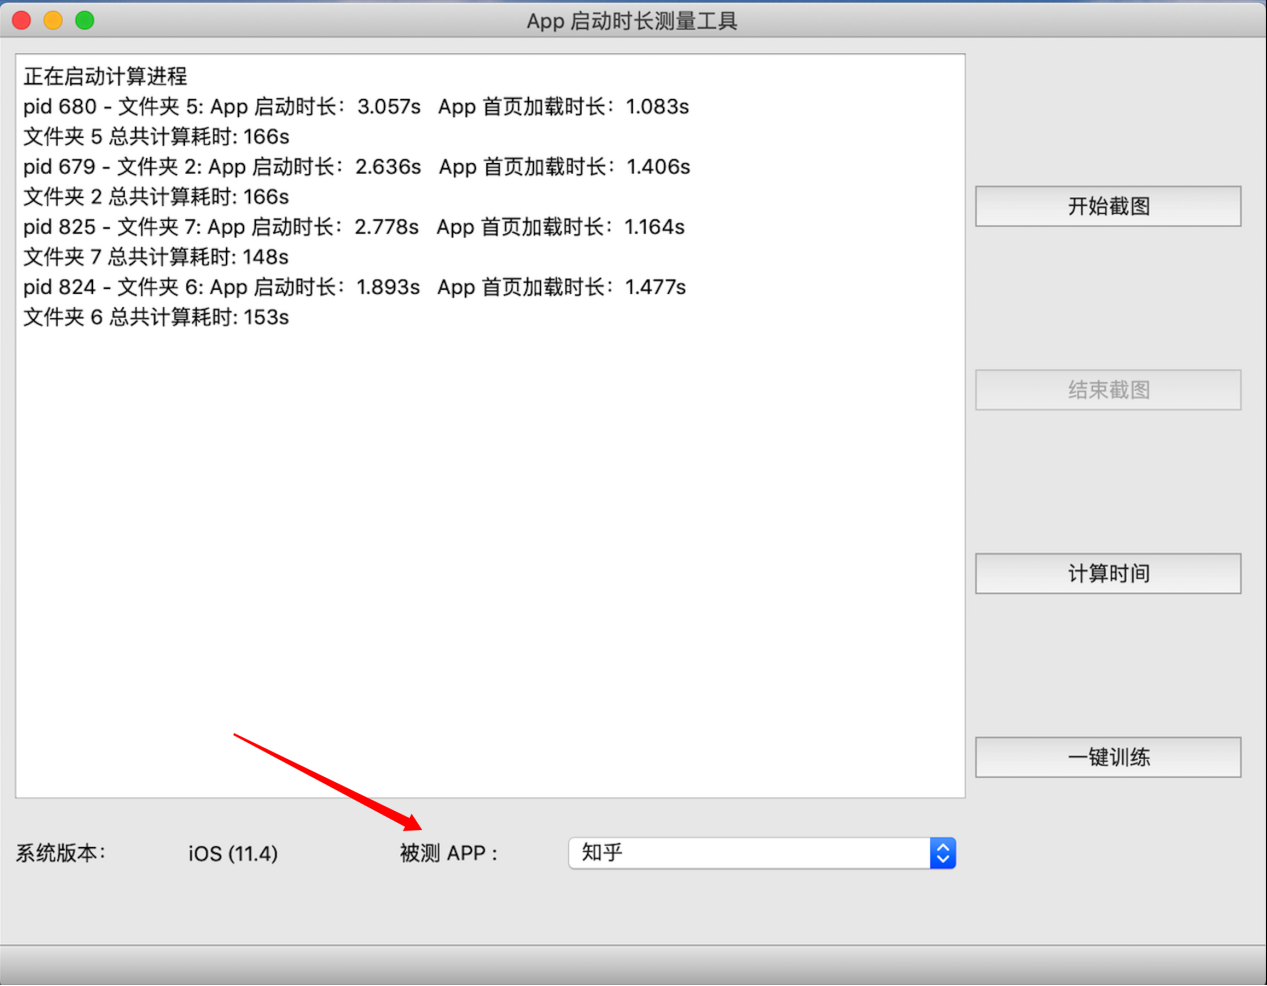 App 启动时长测量工具
正在启动计算进程
pid 680 - 文件夹 5: App 启动时长：3.057s   App 首页加载时长：1.083s
文件夹 5 总共计算耗时: 166s
pid 679 - 文件夹 2: App 启动时长：2.636s   App 首页加载时长：1.406s
文件夹 2 总共计算耗时: 166s
pid 825 - 文件夹 7: App 启动时长：2.778s   App 首页加载时长：1.164s
文件夹 7 总共计算耗时: 148s
pid 824 - 文件夹 6: App 启动时长：1.893s   App 首页加载时长：1.477s
文件夹 6 总共计算耗时: 153s
开始截图
结束截图
计算时间
一键训练
系统版本： iOS (11.4) 被测 APP : 知乎